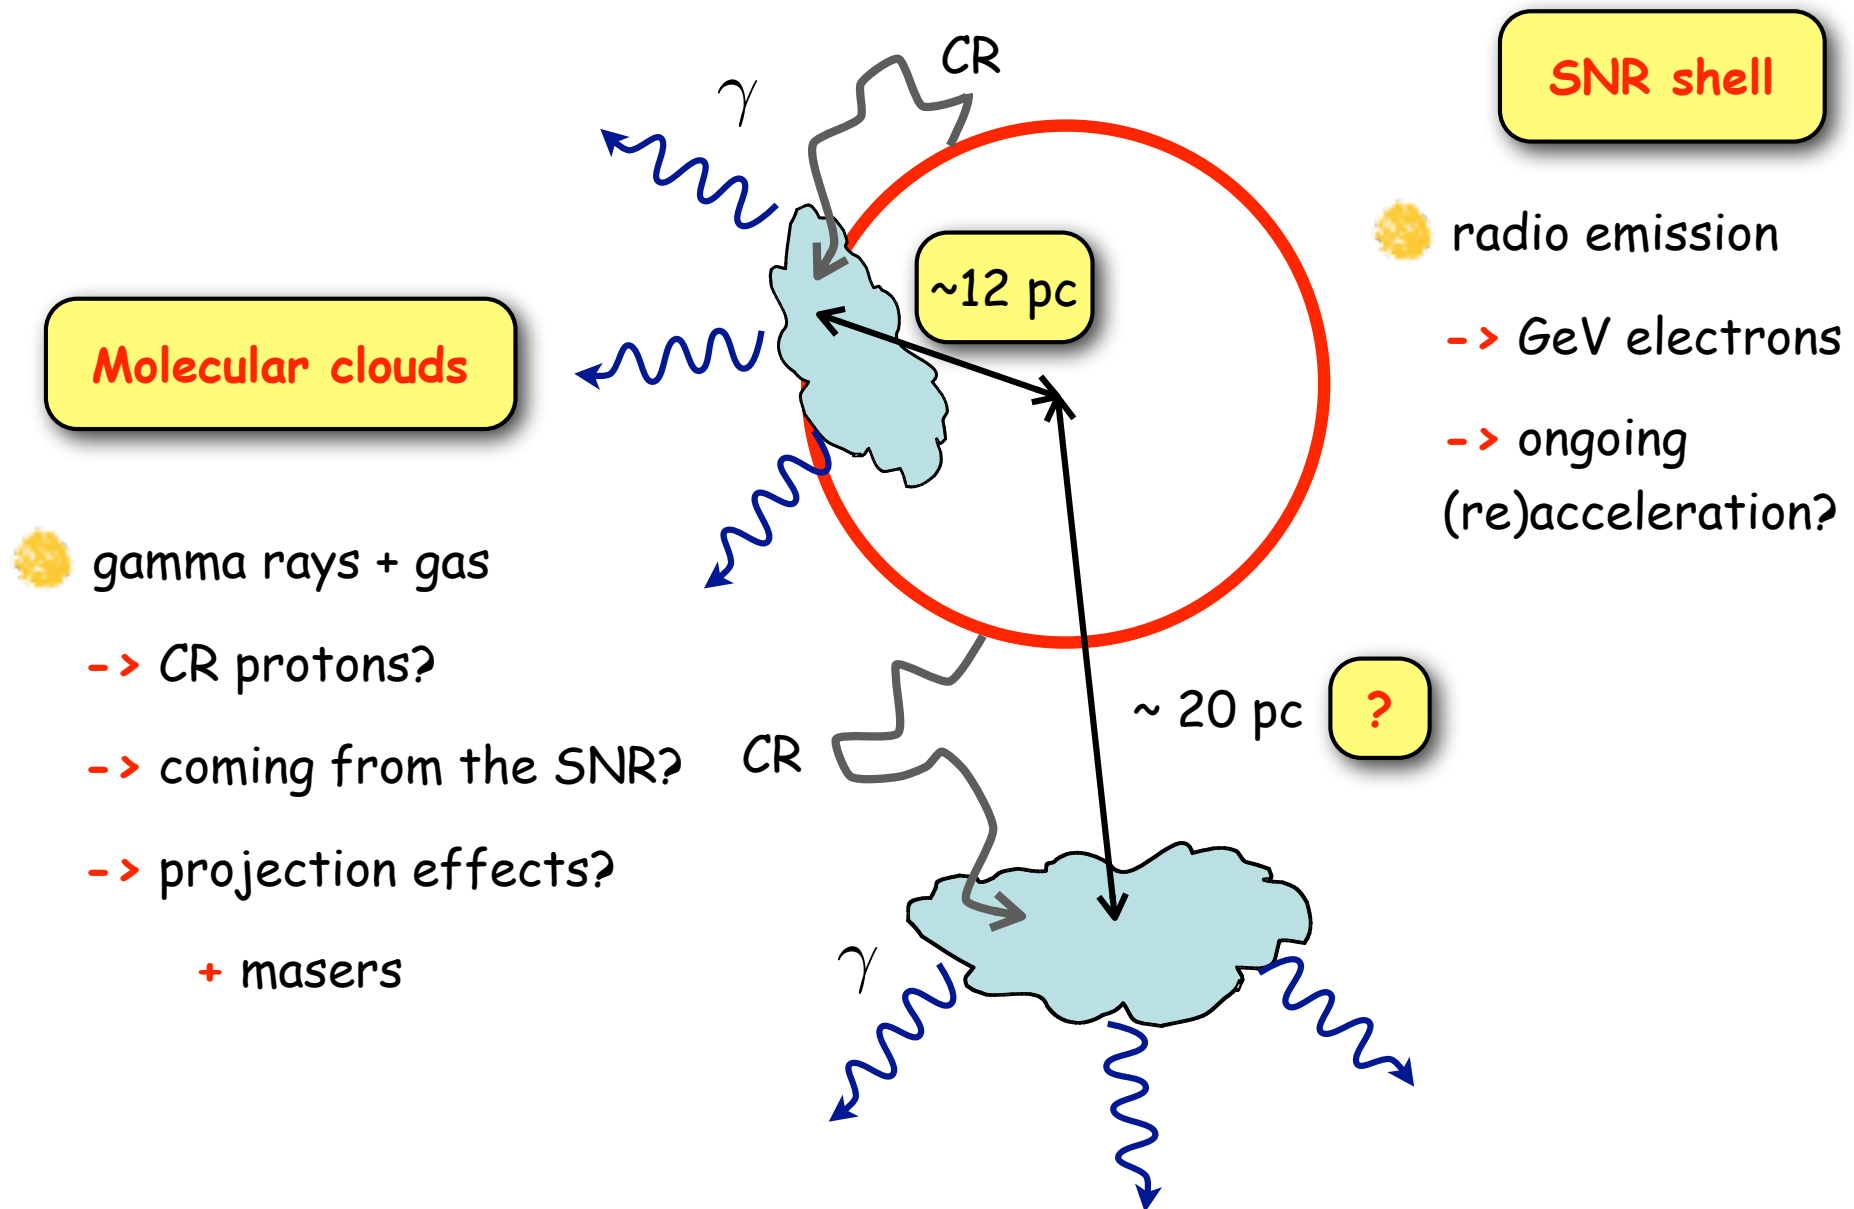 CR
γ
SNR shell
radio emission
-> GeV electrons
-> ongoing
(re)acceleration?
~12 pc
Molecular clouds
gamma rays + gas
-> CR protons?
-> coming from the SNR?
-> projection effects?
+ masers
~ 20 pc ?
CR
γ